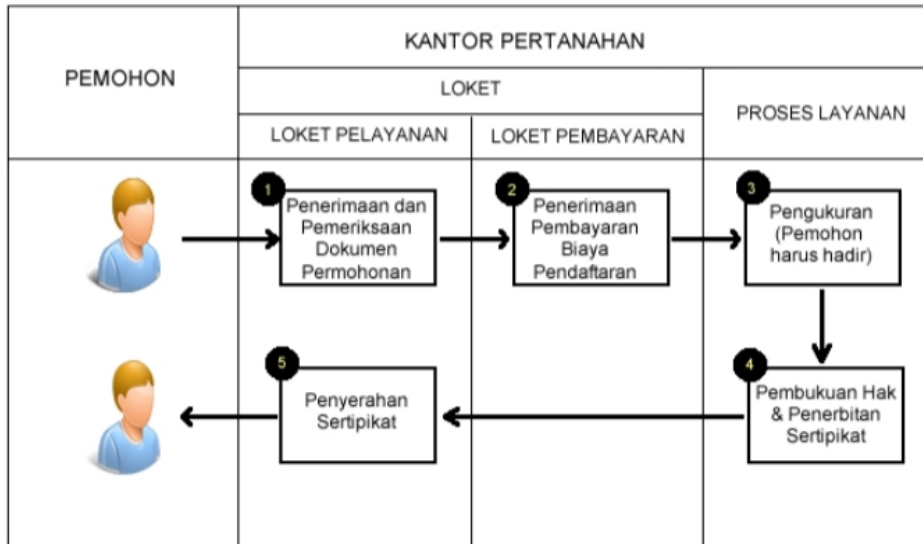 PEMOHON
KANTOR PERTANAHAN
LOKET
PROSES LAYANAN
LOKET PELAYANAN
LOKET PEMBAYARAN
1
Penerimaan dan
Pemeriksaan
Dokumen
Permohonan
2
Penerimaan
Pembayaran
Biaya
Pendaftaran
3
Pengukuran
(Pemohon
harus hadir)
4
Pembukuan Hak
& Penerbitan
Sertipikat
5
Penyerahan
Sertipikat